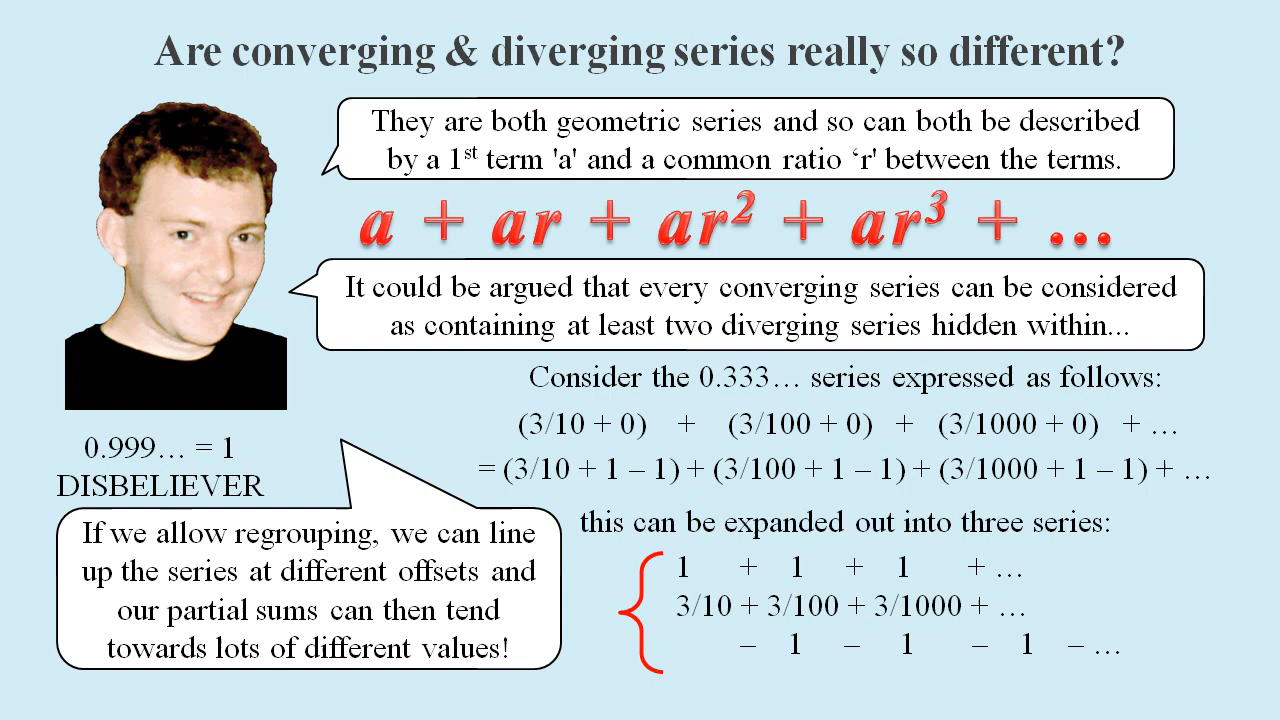 Are converging & diverging series really so different?
They are both geometric series and so can both be described
by a 1st term 'a' and a common ratio ‘r' between the terms.
a + ar + ar² + ar³ + ...
It could be argued that every converging series can be considered
as containing at least two diverging series hidden within...
Consider the 0.333… series expressed as follows:
(3/10 + 0) + (3/100 + 0) + (3/1000 + 0) + …
= (3/10 + 1 – 1) + (3/100 + 1 – 1) + (3/1000 + 1 – 1) + …
0.999… = 1
DISBELIEVER
If we allow regrouping, we can line
up the series at different offsets and
our partial sums can then tend
towards lots of different values!
this can be expanded out into three series:
1 + 1 + 1 + …
3/10 + 3/100 + 3/1000 + …
– 1 – 1 – 1 – …